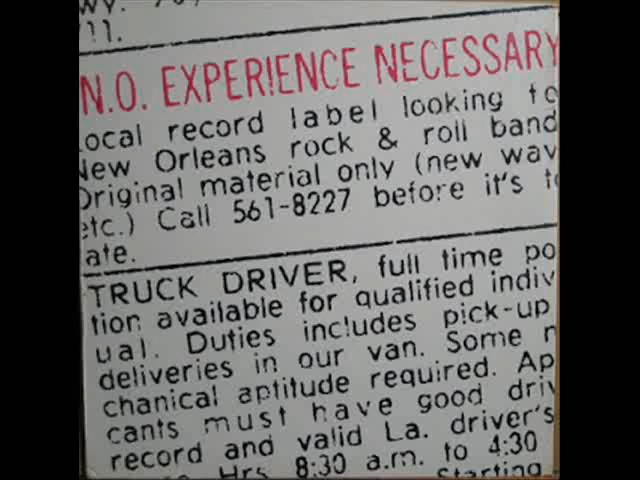 N.O. EXPERIENCE NECESSARY
ocal record label looking to
New Orleans rock & roll band
Original material only (new wav
etc.) Call 561-8227 before it's to
ate.
TRUCK DRIVER, full time po
tion available for qualified indiv
ual. Duties includes pick-up
deliveries in our van. Some m
chanical aptitude required. Ap
cants must have good driv
record and valid La. driver's
Hrs 8:30 a.m. to 4:30
Starting